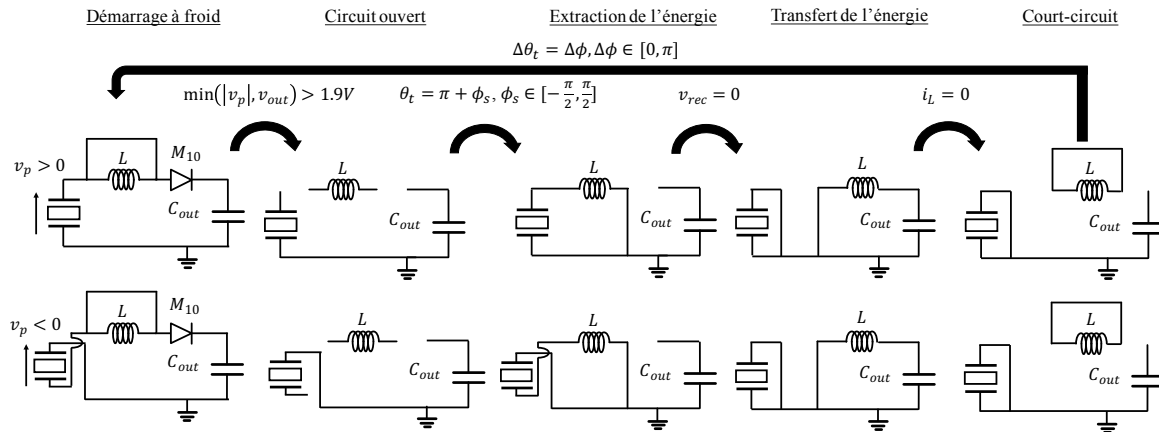 Démarrage à froid
Circuit ouvert
Extraction de l'énergie
Transfert de l'énergie
Court-circuit
Δθ_t = Δϕ, Δϕ ∈ [0, π]
min(|v_p|, v_out) > 1.9V
θ_t = π + ϕ_s, ϕ_s ∈ [-π/2, π/2]
v_rec = 0
i_L = 0
v_p > 0
L
M_10
C_out
L
C_out
L
C_out
L
C_out
L
C_out
v_p < 0
L
M_10
C_out
L
C_out
L
C_out
L
C_out
L
C_out